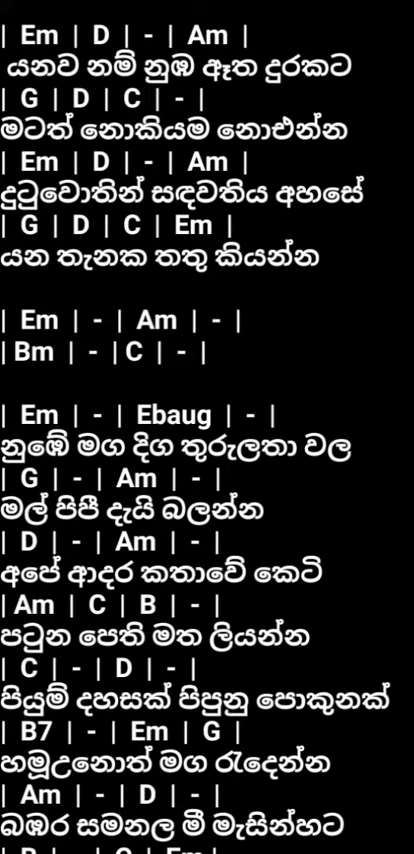 | Em | D | - | Am |
යනව නම් නුඹ ඈත දුරකට
| G | D | C | - |
මටත් නොකියම නොඑන්න
| Em | D | - | Am |
දුටුවොතින් සඳවතිය අහසේ
| G | D | C | Em |
යන තැනක තතු කියන්න
| Em | - | Am | - |
| Bm | - | C | - |
| Em | - | Ebaug | - |
නුඹේ මග දිග තුරුලතා වල
| G | - | Am | - |
මල් පිපී දැයි බලන්න
| D | - | Am | - |
අපේ ආදර කතාවේ කෙටි
| Am | C | B | - |
පටුන පෙති මත ලියන්න
| C | - | D | - |
පියුම් දහසක් පිපුනු පොකුනක්
| B7 | - | Em | G |
හමූඋනොත් මග රැදෙන්න
| Am | - | D | - |
බඹර සමනල මී මැසින්හට